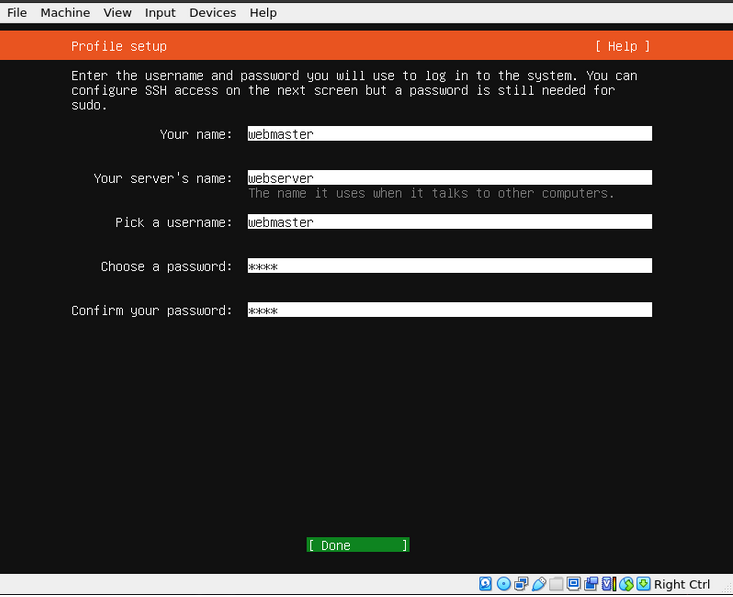 File Machine View Input Devices Help
Profile setup [ Help ]
Enter the username and password you will use to log in to the system. You can
configure SSH access on the next screen but a password is still needed for
sudo.
Your name: webmaster
Your server's name: webserver
The name it uses when it talks to other computers.
Pick a username: webmaster
Choose a password: ****
Confirm your password: ****
[ Done ]
Right Ctrl